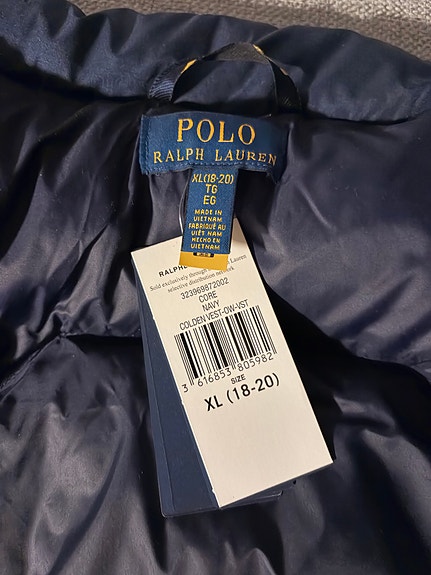 POLO
RALPH LAUREN
XL(18-20)
TG
EG
MADE IN
VIETNAM
FABRIQUÉ AU
VIÊT NAM
HECHO EN
VIETNAM
RALPH
Sold exclusively through Lauren
selective distribution network
323969872002
CORE
NAVY
COLDEN VEST-OW-VST
3 616853 805982
SIZE
XL (18-20)